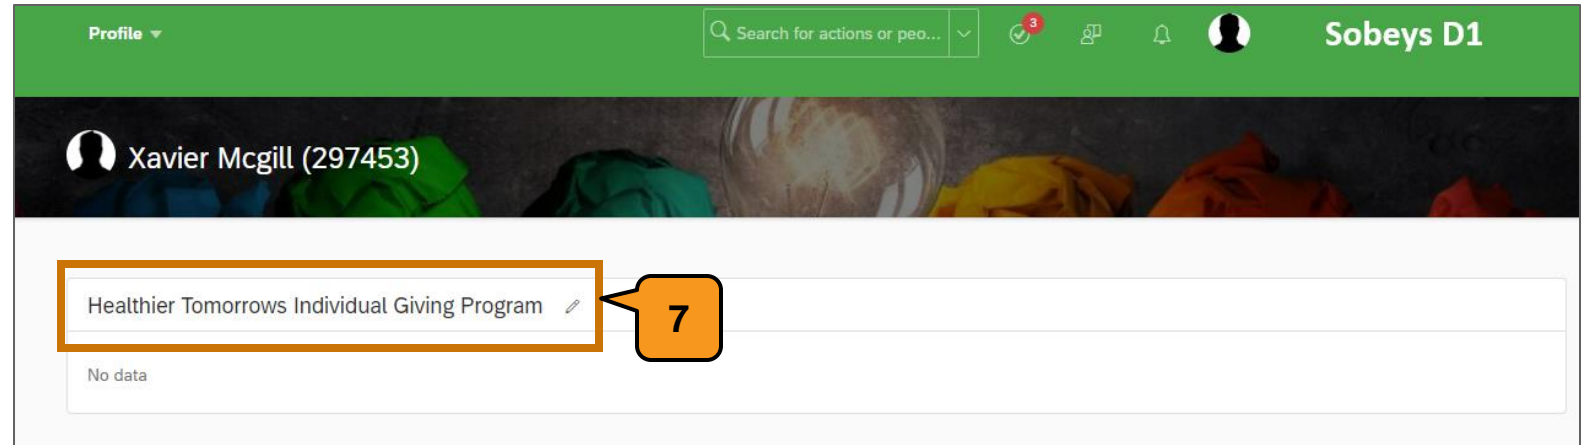 Profile
Search for actions or peo...
3
Sobeys D1
Xavier Mcgill (297453)
Healthier Tomorrows Individual Giving Program
7
No data